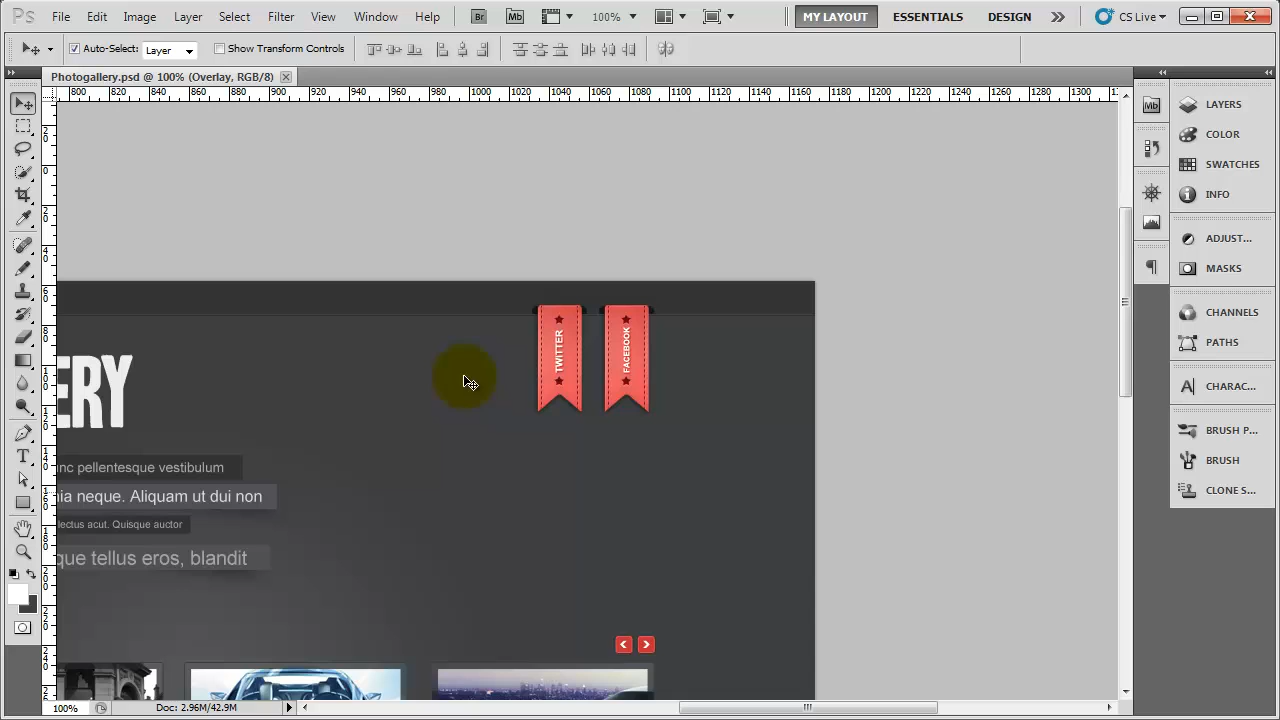 Ps File Edit Image Layer Select Filter View Window Help Br Mb 100% MY LAYOUT ESSENTIALS DESIGN CS Live
Auto-Select: Layer Show Transform Controls
Photogallery.psd @ 100% (Overlay, RGB/8)
800 820 840 860 880 900 920 940 960 980 1000 1020 1040 1060 1080 1100 1120 1140 1160 1180 1200 1220 1240 1260 1280 1300
Mb LAYERS
COLOR
SWATCHES
INFO
ADJUST...
MASKS
CHANNELS
PATHS
CHARAC...
BRUSH P...
BRUSH
CLONE S...
TWITTER
FACEBOOK
ERY
nc pellentesque vestibulum
nia neque. Aliquam ut dui non
lectus acut. Quisque auctor
que tellus eros, blandit
100% Doc: 2.96M/42.9M